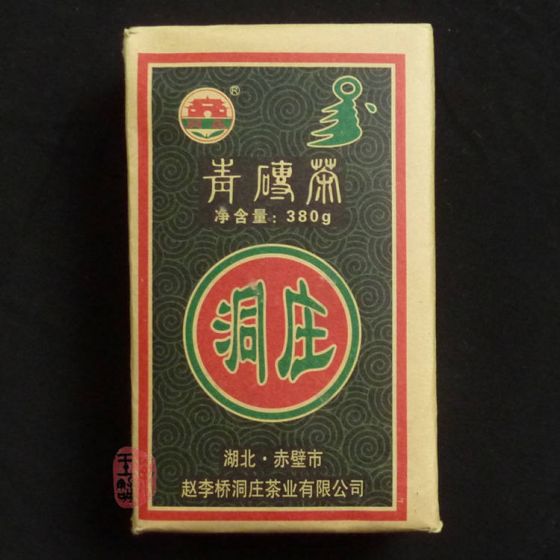 ®
青磚茶
净含量：380g
洞庄
湖北·赤壁市
赵李桥洞庄茶业有限公司